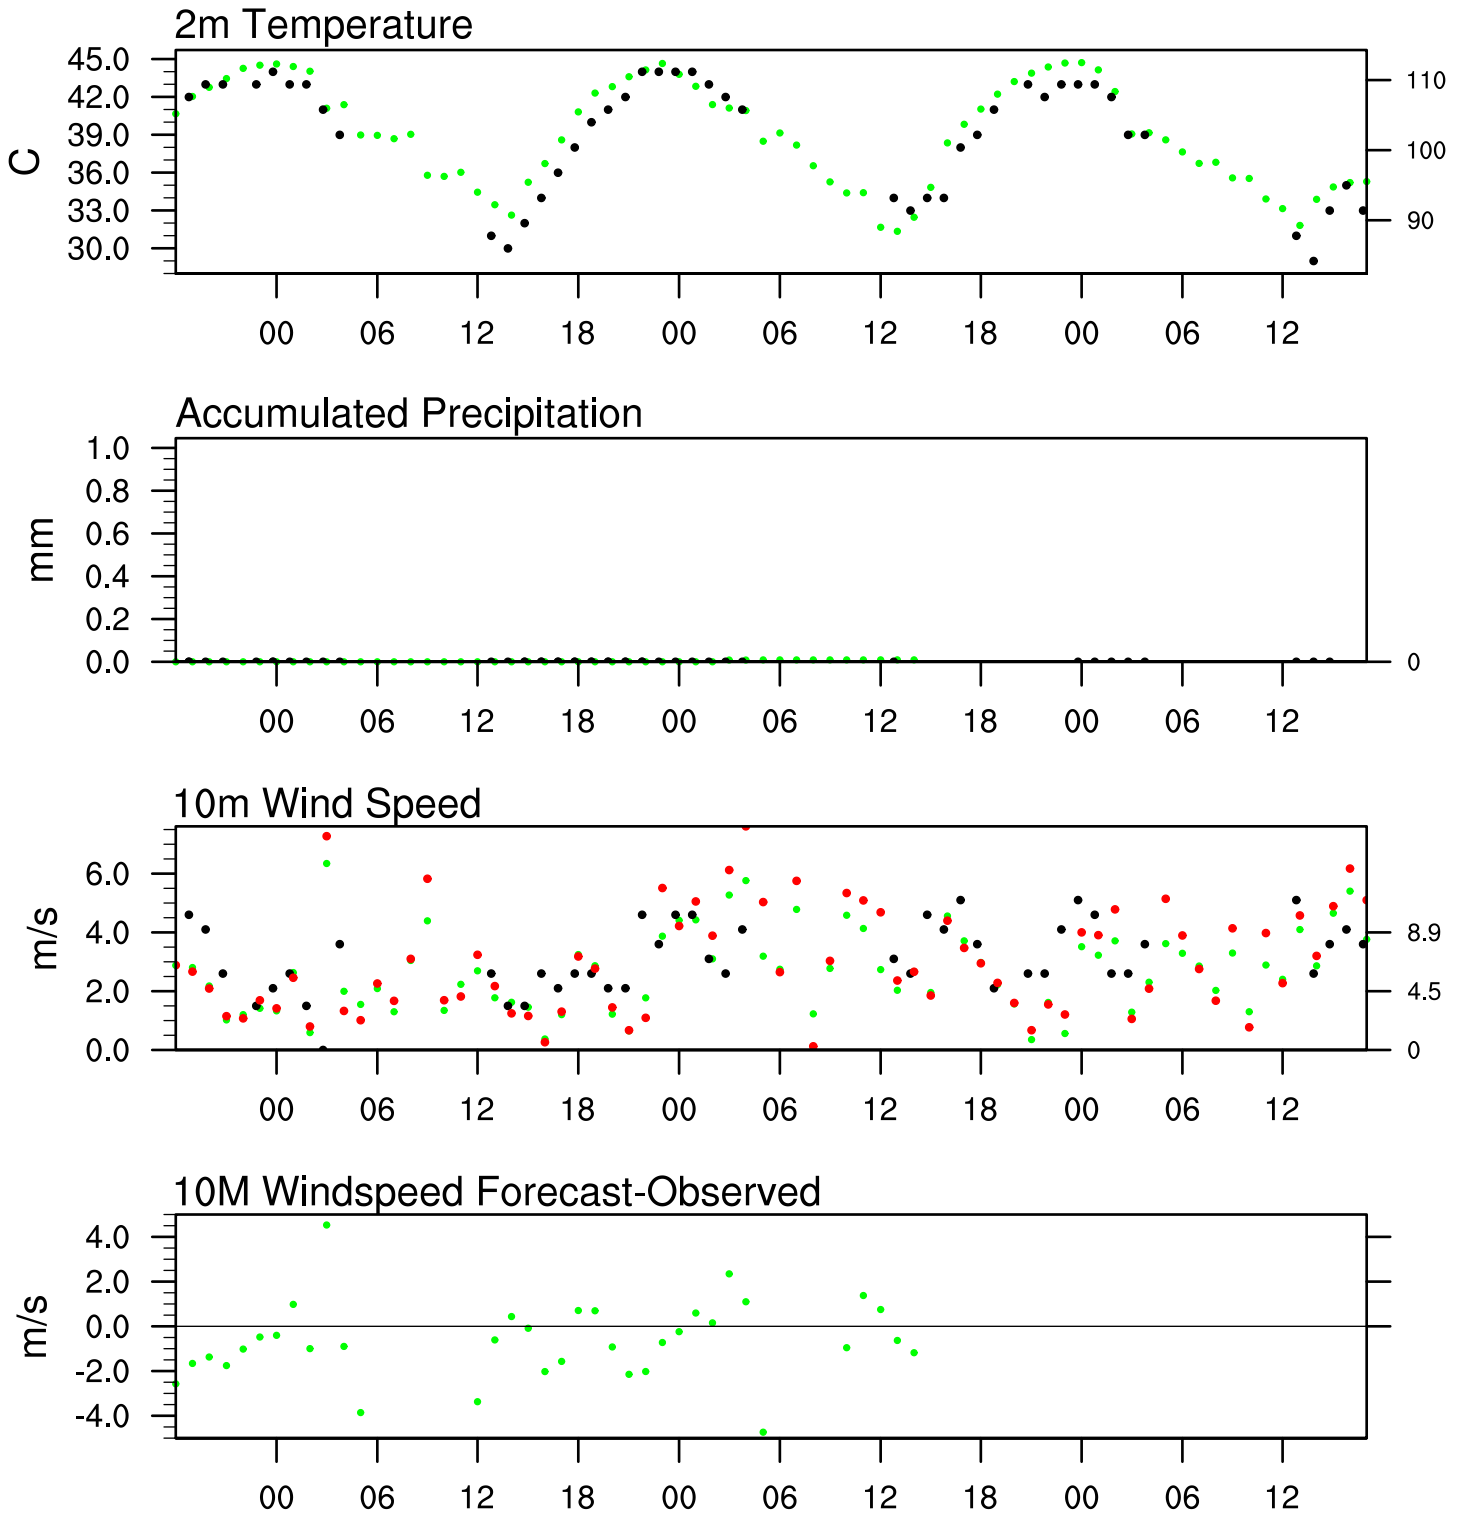 2m Temperature
45.0
42.0
39.0
36.0
33.0
30.0
C
110
100
90
00 06 12 18 00 06 12 18 00 06 12
Accumulated Precipitation
1.0
0.8
0.6
0.4
0.2
0.0
mm
0
00 06 12 18 00 06 12 18 00 06 12
10m Wind Speed
6.0
4.0
2.0
0.0
m/s
8.9
4.5
0
00 06 12 18 00 06 12 18 00 06 12
10M Windspeed Forecast-Observed
4.0
2.0
0.0
-2.0
-4.0
m/s
00 06 12 18 00 06 12 18 00 06 12